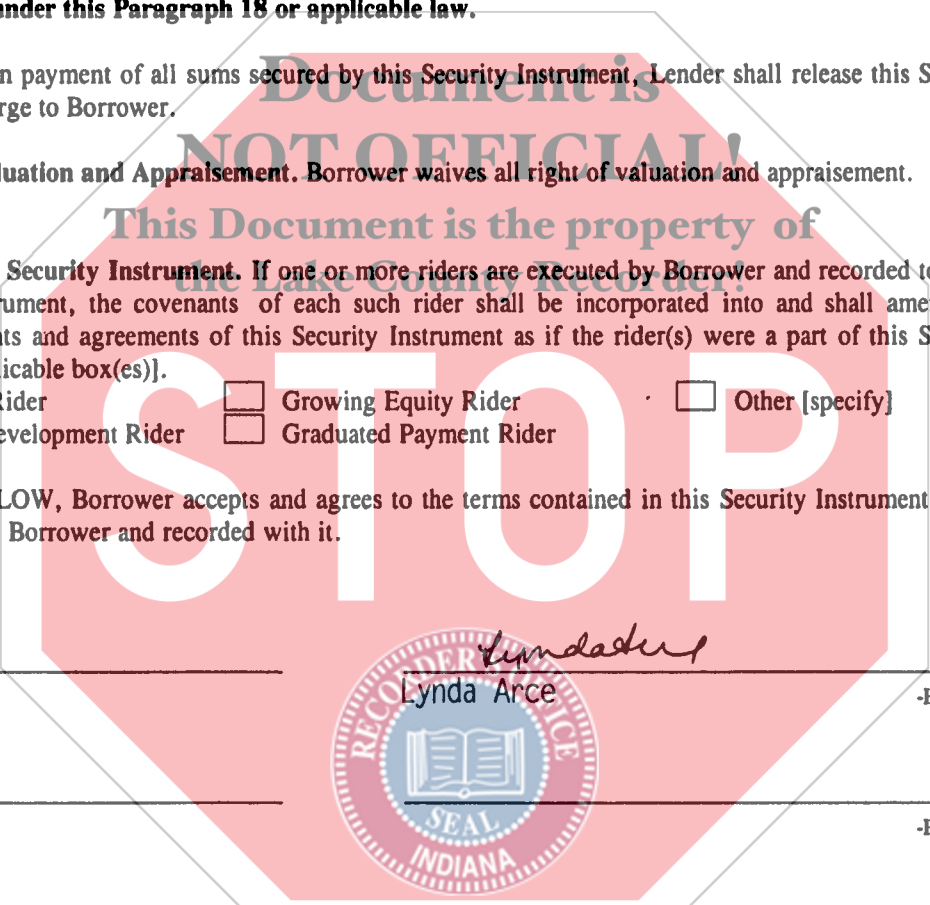 under this Paragraph 18 or applicable law.
n payment of all sums secured by this Security Instrument, Lender shall release this S
rge to Borrower.
luation and Appraisement. Borrower waives all right of valuation and appraisement.
Security Instrument. If one or more riders are executed by Borrower and recorded t
ument, the covenants of each such rider shall be incorporated into and shall ame
nts and agreements of this Security Instrument as if the rider(s) were a part of this S
icable box(es)].
Rider Growing Equity Rider Other [specify]
evelopment Rider Graduated Payment Rider
LOW, Borrower accepts and agrees to the terms contained in this Security Instrument
Borrower and recorded with it.
Lynda Arce
Lynda Arce
Document is
NOT OFFICIAL!
This Document is the property of
the Lake County Recorder!
STOP
RECORDER'S OFFICE
SEAL
INDIANA